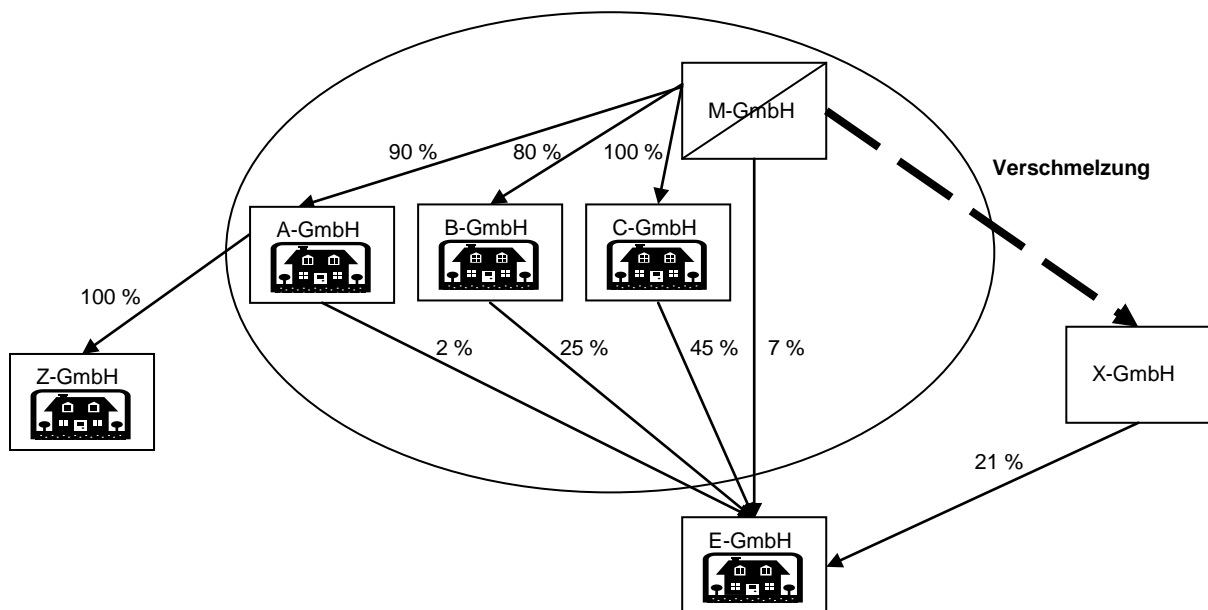 M-GmbH
90 %
80 %
100 %
Verschmelzung
A-GmbH
B-GmbH
C-GmbH
100 %
2 %
25 %
45 %
7 %
Z-GmbH
X-GmbH
21 %
E-GmbH